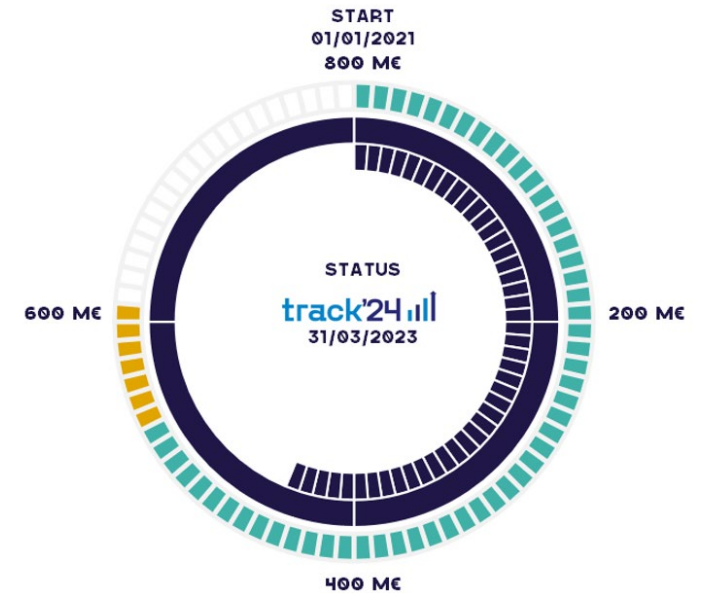 START
01/01/2021
800 M€
STATUS
600 M€
track'24
200 M€
31/03/2023
400 M€